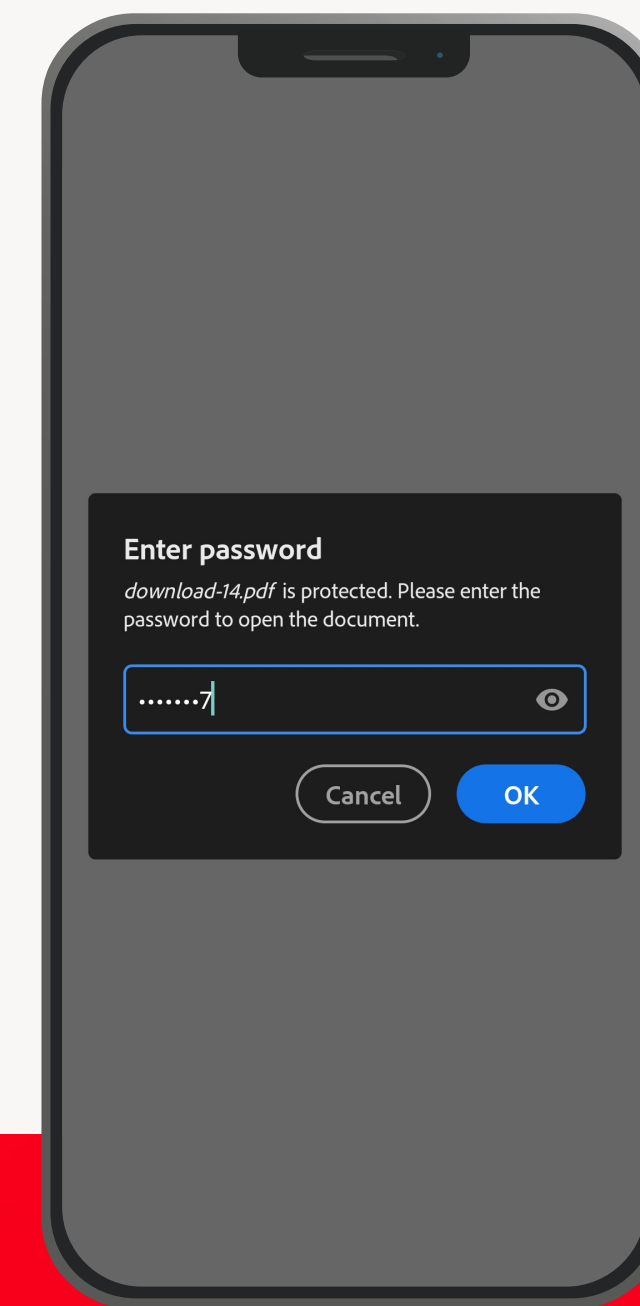 Enter password
download-14.pdf is protected. Please enter the
password to open the document.
•••••••7
Cancel OK